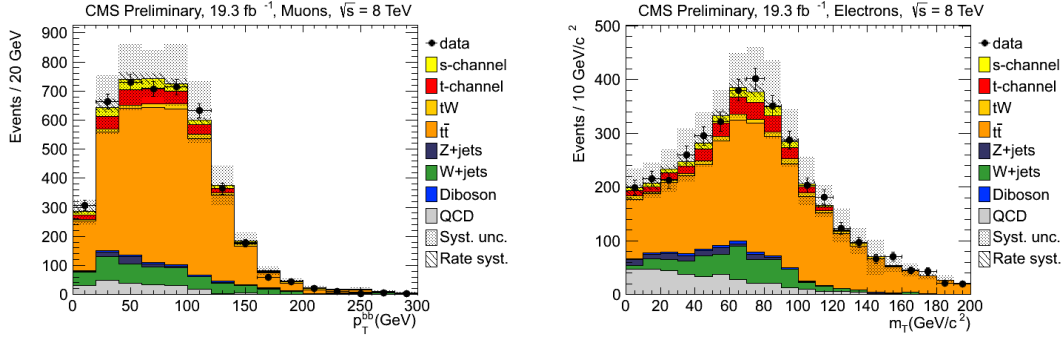 CMS Preliminary, 19.3 fb⁻¹, Muons, √s = 8 TeV
Events / 20 GeV
900
800
700
600
500
400
300
200
100
0
0 50 100 150 200 250 300
p_T^bb (GeV)
data
s-channel
t-channel
tW
tt̄
Z+jets
W+jets
Diboson
QCD
Syst. unc.
Rate syst.
CMS Preliminary, 19.3 fb⁻¹, Electrons, √s = 8 TeV
Events / 10 GeV/c²
500
400
300
200
100
0
0 20 40 60 80 100 120 140 160 180 200
m_T (GeV/c²)
data
s-channel
t-channel
tW
tt̄
Z+jets
W+jets
Diboson
QCD
Syst. unc.
Rate syst.